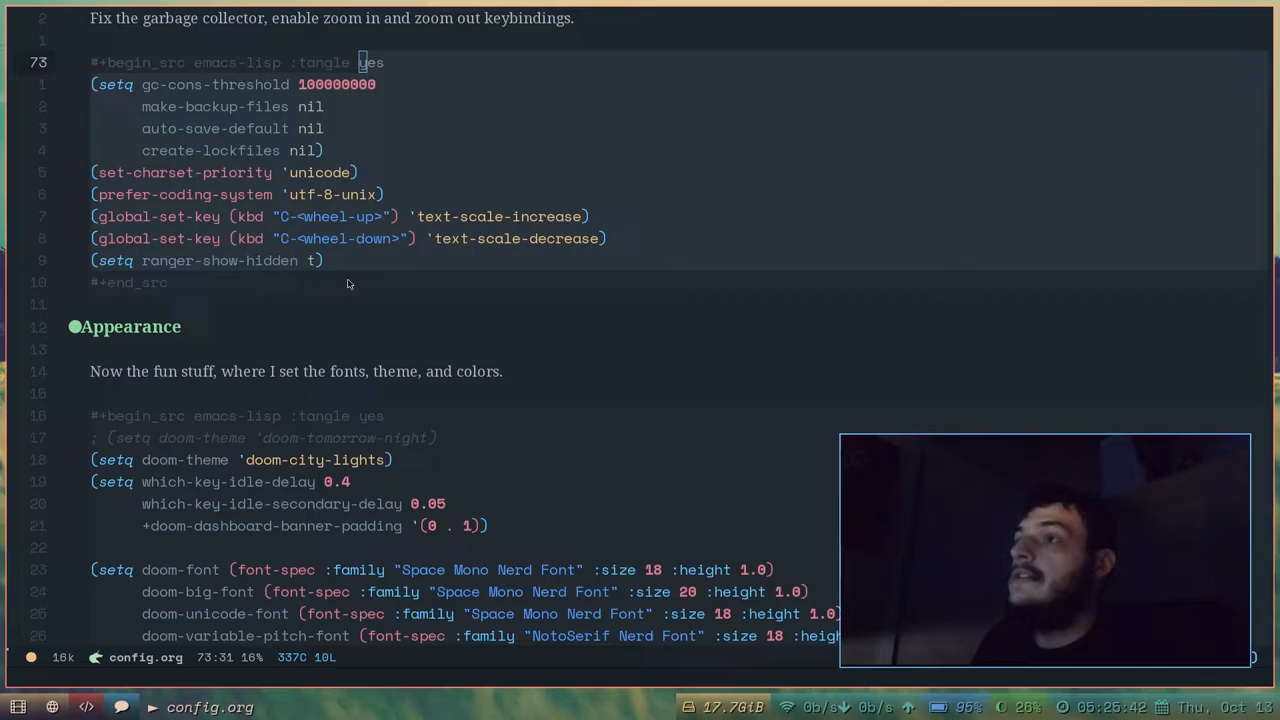 2 Fix the garbage collector, enable zoom in and zoom out keybindings.
1
73 #+begin_src emacs-lisp :tangle yes
1 (setq gc-cons-threshold 100000000
2 make-backup-files nil
3 auto-save-default nil
4 create-lockfiles nil)
5 (set-charset-priority 'unicode)
6 (prefer-coding-system 'utf-8-unix)
7 (global-set-key (kbd "C-<wheel-up>") 'text-scale-increase)
8 (global-set-key (kbd "C-<wheel-down>") 'text-scale-decrease)
9 (setq ranger-show-hidden t)
10 #+end_src
11
12 Appearance
13
14 Now the fun stuff, where I set the fonts, theme, and colors.
15
16 #+begin_src emacs-lisp :tangle yes
17 ; (setq doom-theme 'doom-tomorrow-night)
18 (setq doom-theme 'doom-city-lights)
19 (setq which-key-idle-delay 0.4
20 which-key-idle-secondary-delay 0.05
21 +doom-dashboard-banner-padding '(0 . 1))
22
23 (setq doom-font (font-spec :family "Space Mono Nerd Font" :size 18 :height 1.0)
24 doom-big-font (font-spec :family "Space Mono Nerd Font" :size 20 :height 1.0)
25 doom-unicode-font (font-spec :family "Space Mono Nerd Font" :size 18 :height 1.0)
26 doom-variable-pitch-font (font-spec :family "NotoSerif Nerd Font" :size 18 :heigh
16k config.org 73:31 16% 337C 10L
► config.org 17.7GiB 0b/s 0b/s 95% 26% 05:25:42 Thu, Oct 13